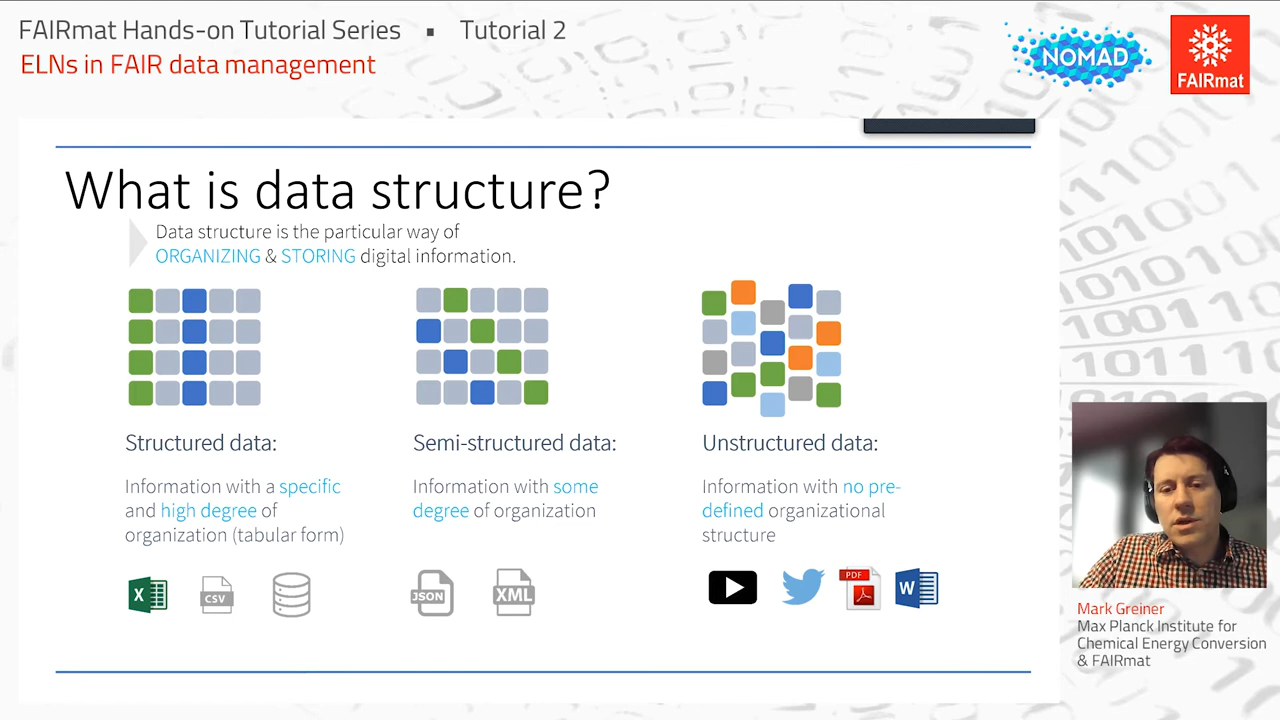 FAIRmat Hands-on Tutorial Series ▪ Tutorial 2
ELNs in FAIR data management
NOMAD
FAIRmat
What is data structure?
Data structure is the particular way of
ORGANIZING & STORING digital information.
Structured data:
Information with a specific
and high degree of
organization (tabular form)
X
CSV
Semi-structured data:
Information with some
degree of organization
JSON
XML
Unstructured data:
Information with no pre-
defined organizational
structure
PDF
W
Mark Greiner
Max Planck Institute for
Chemical Energy Conversion
& FAIRmat